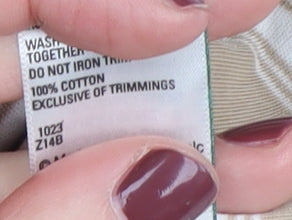 WASH
TOGETHER
DO NOT IRON TRIM
100% COTTON
EXCLUSIVE OF TRIMMINGS
1023
Z14B